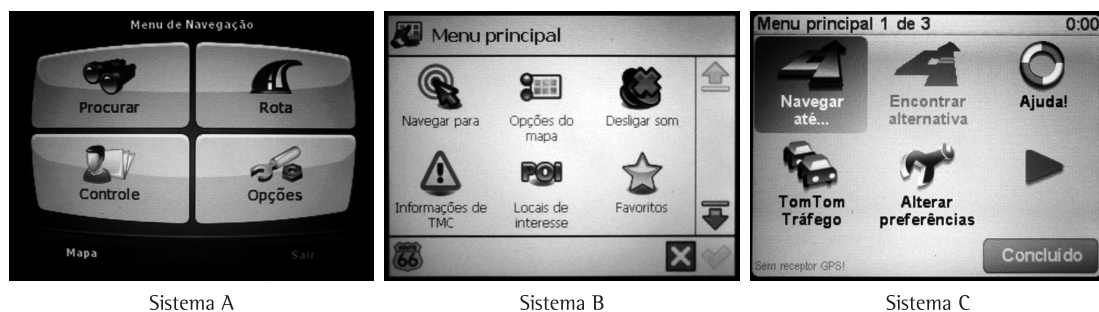 Menu de Navegação
Procurar
Rota
Controle
Opções
Mapa
Sair
Menu principal
Navegar para
Opções do
mapa
Desligar som
Informações de
TMC
POI
Locais de
interesse
Favoritos
66
Menu principal 1 de 3
0:00
Navegar
até...
Encontrar
alternativa
Ajuda!
TomTom
Tráfego
Alterar
preferências
Sem receptor GPS!
Concluído
Sistema A
Sistema B
Sistema C